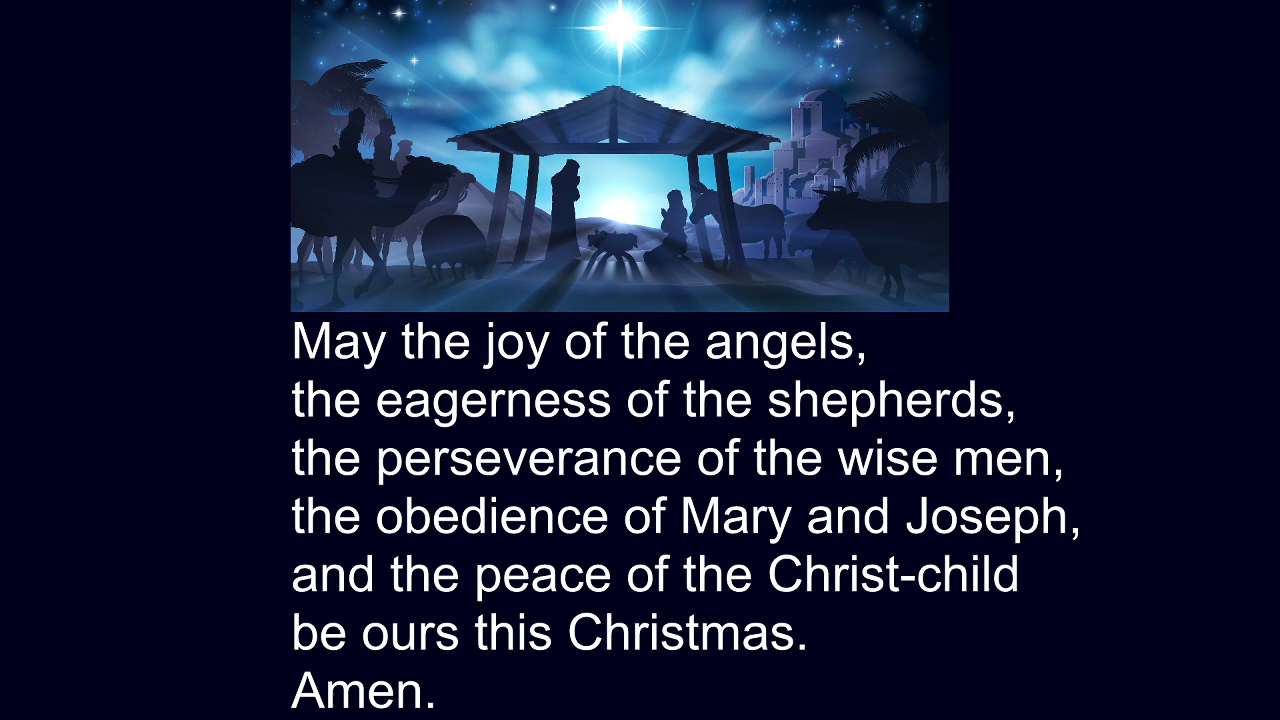 May the joy of the angels,
the eagerness of the shepherds,
the perseverance of the wise men,
the obedience of Mary and Joseph,
and the peace of the Christ-child
be ours this Christmas.
Amen.